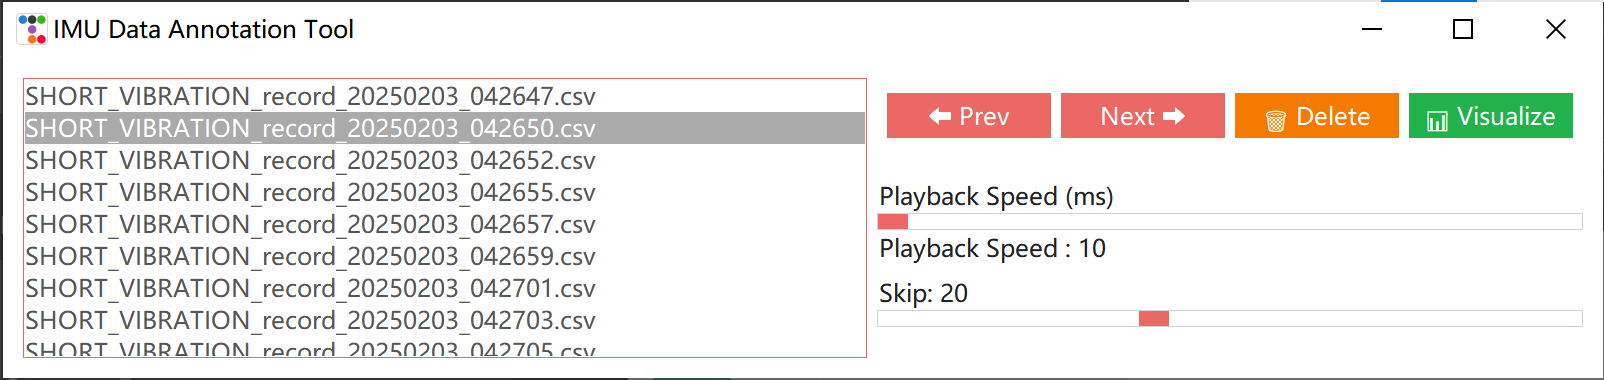 IMU Data Annotation Tool
SHORT_VIBRATION_record_20250203_042647.csv
SHORT_VIBRATION_record_20250203_042650.csv
SHORT_VIBRATION_record_20250203_042652.csv
SHORT_VIBRATION_record_20250203_042655.csv
SHORT_VIBRATION_record_20250203_042657.csv
SHORT_VIBRATION_record_20250203_042659.csv
SHORT_VIBRATION_record_20250203_042701.csv
SHORT_VIBRATION_record_20250203_042703.csv
SHORT_VIBRATION_record_20250203_042705.csv
Prev
Next
Delete
Visualize
Playback Speed (ms)
Playback Speed : 10
Skip: 20